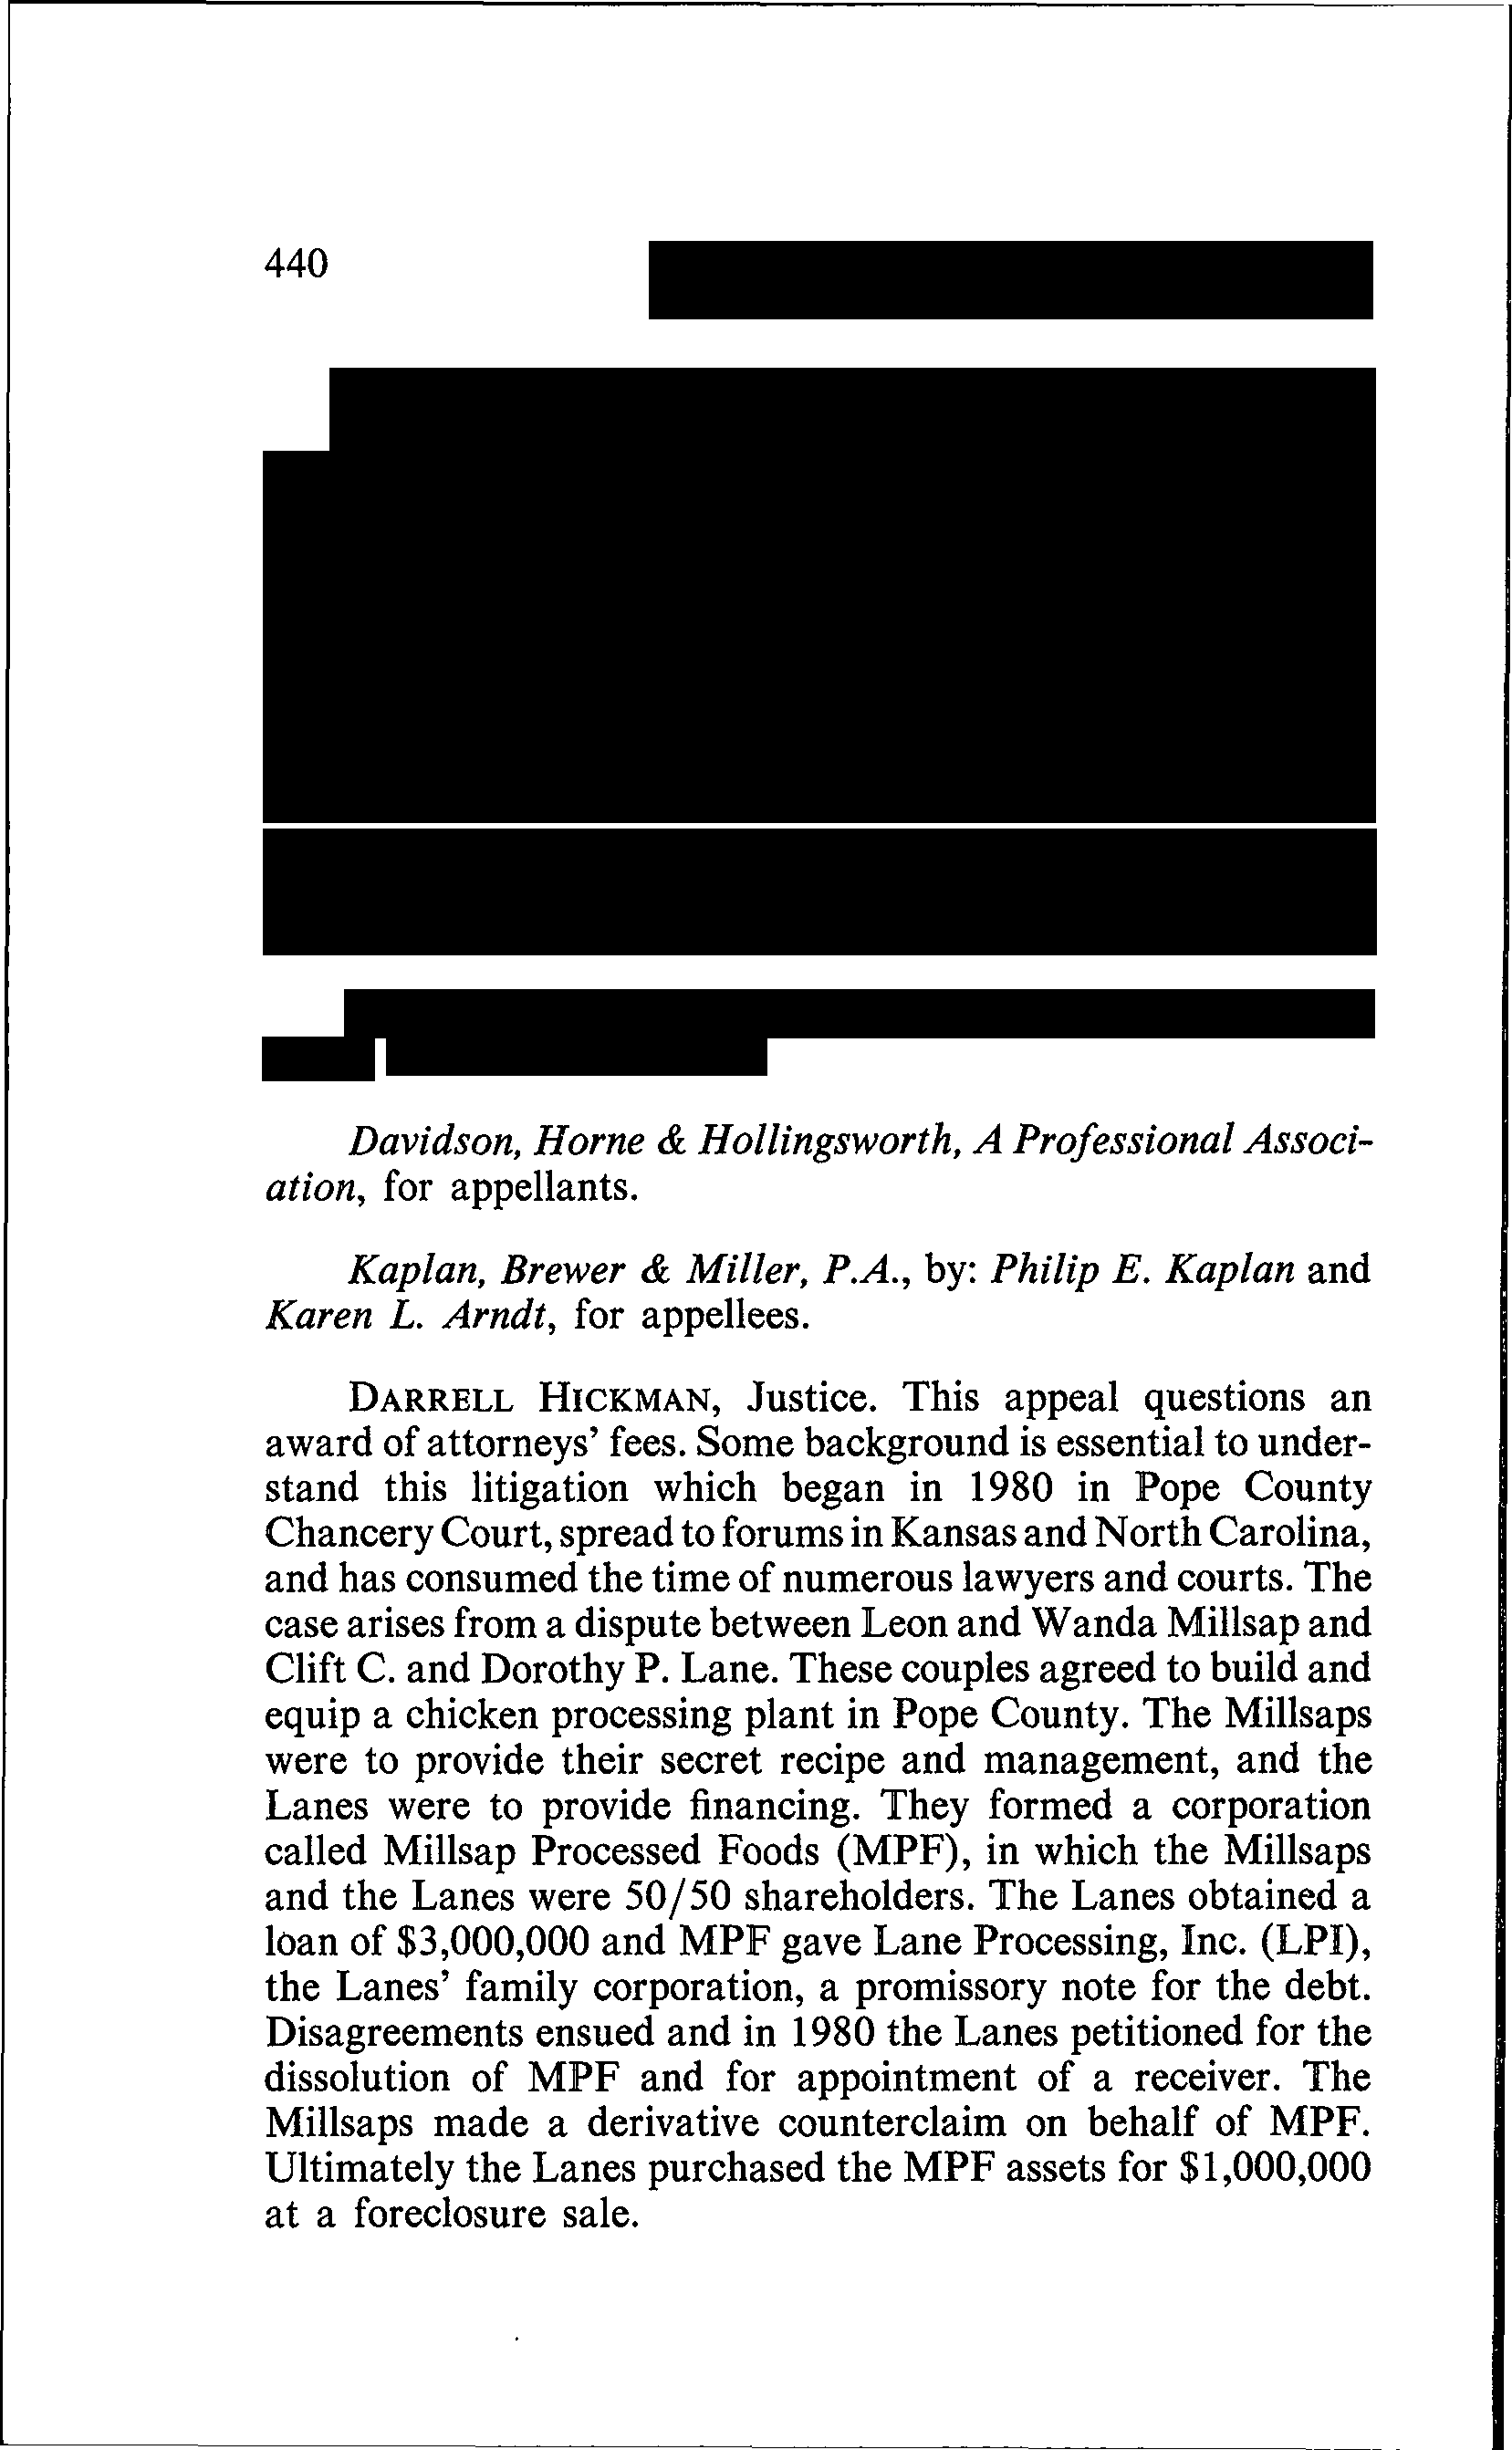 440
Davidson, Horne & Hollingsworth, A Professional Associ-
ation, for appellants.
Kaplan, Brewer & Miller, P.A., by: Philip E. Kaplan and
Karen L. Arndt, for appellees.
DARRELL HICKMAN, Justice. This appeal questions an
award of attorneys' fees. Some background is essential to under-
stand this litigation which began in 1980 in Pope County
Chancery Court, spread to forums in Kansas and North Carolina,
and has consumed the time of numerous lawyers and courts. The
case arises from a dispute between Leon and Wanda Millsap and
Clift C. and Dorothy P. Lane. These couples agreed to build and
equip a chicken processing plant in Pope County. The Millsaps
were to provide their secret recipe and management, and the
Lanes were to provide financing. They formed a corporation
called Millsap Processed Foods (MPF), in which the Millsaps
and the Lanes were 50/50 shareholders. The Lanes obtained a
loan of $3,000,000 and MPF gave Lane Processing, Inc. (LPI),
the Lanes' family corporation, a promissory note for the debt.
Disagreements ensued and in 1980 the Lanes petitioned for the
dissolution of MPF and for appointment of a receiver. The
Millsaps made a derivative counterclaim on behalf of MPF.
Ultimately the Lanes purchased the MPF assets for $1,000,000
at a foreclosure sale.